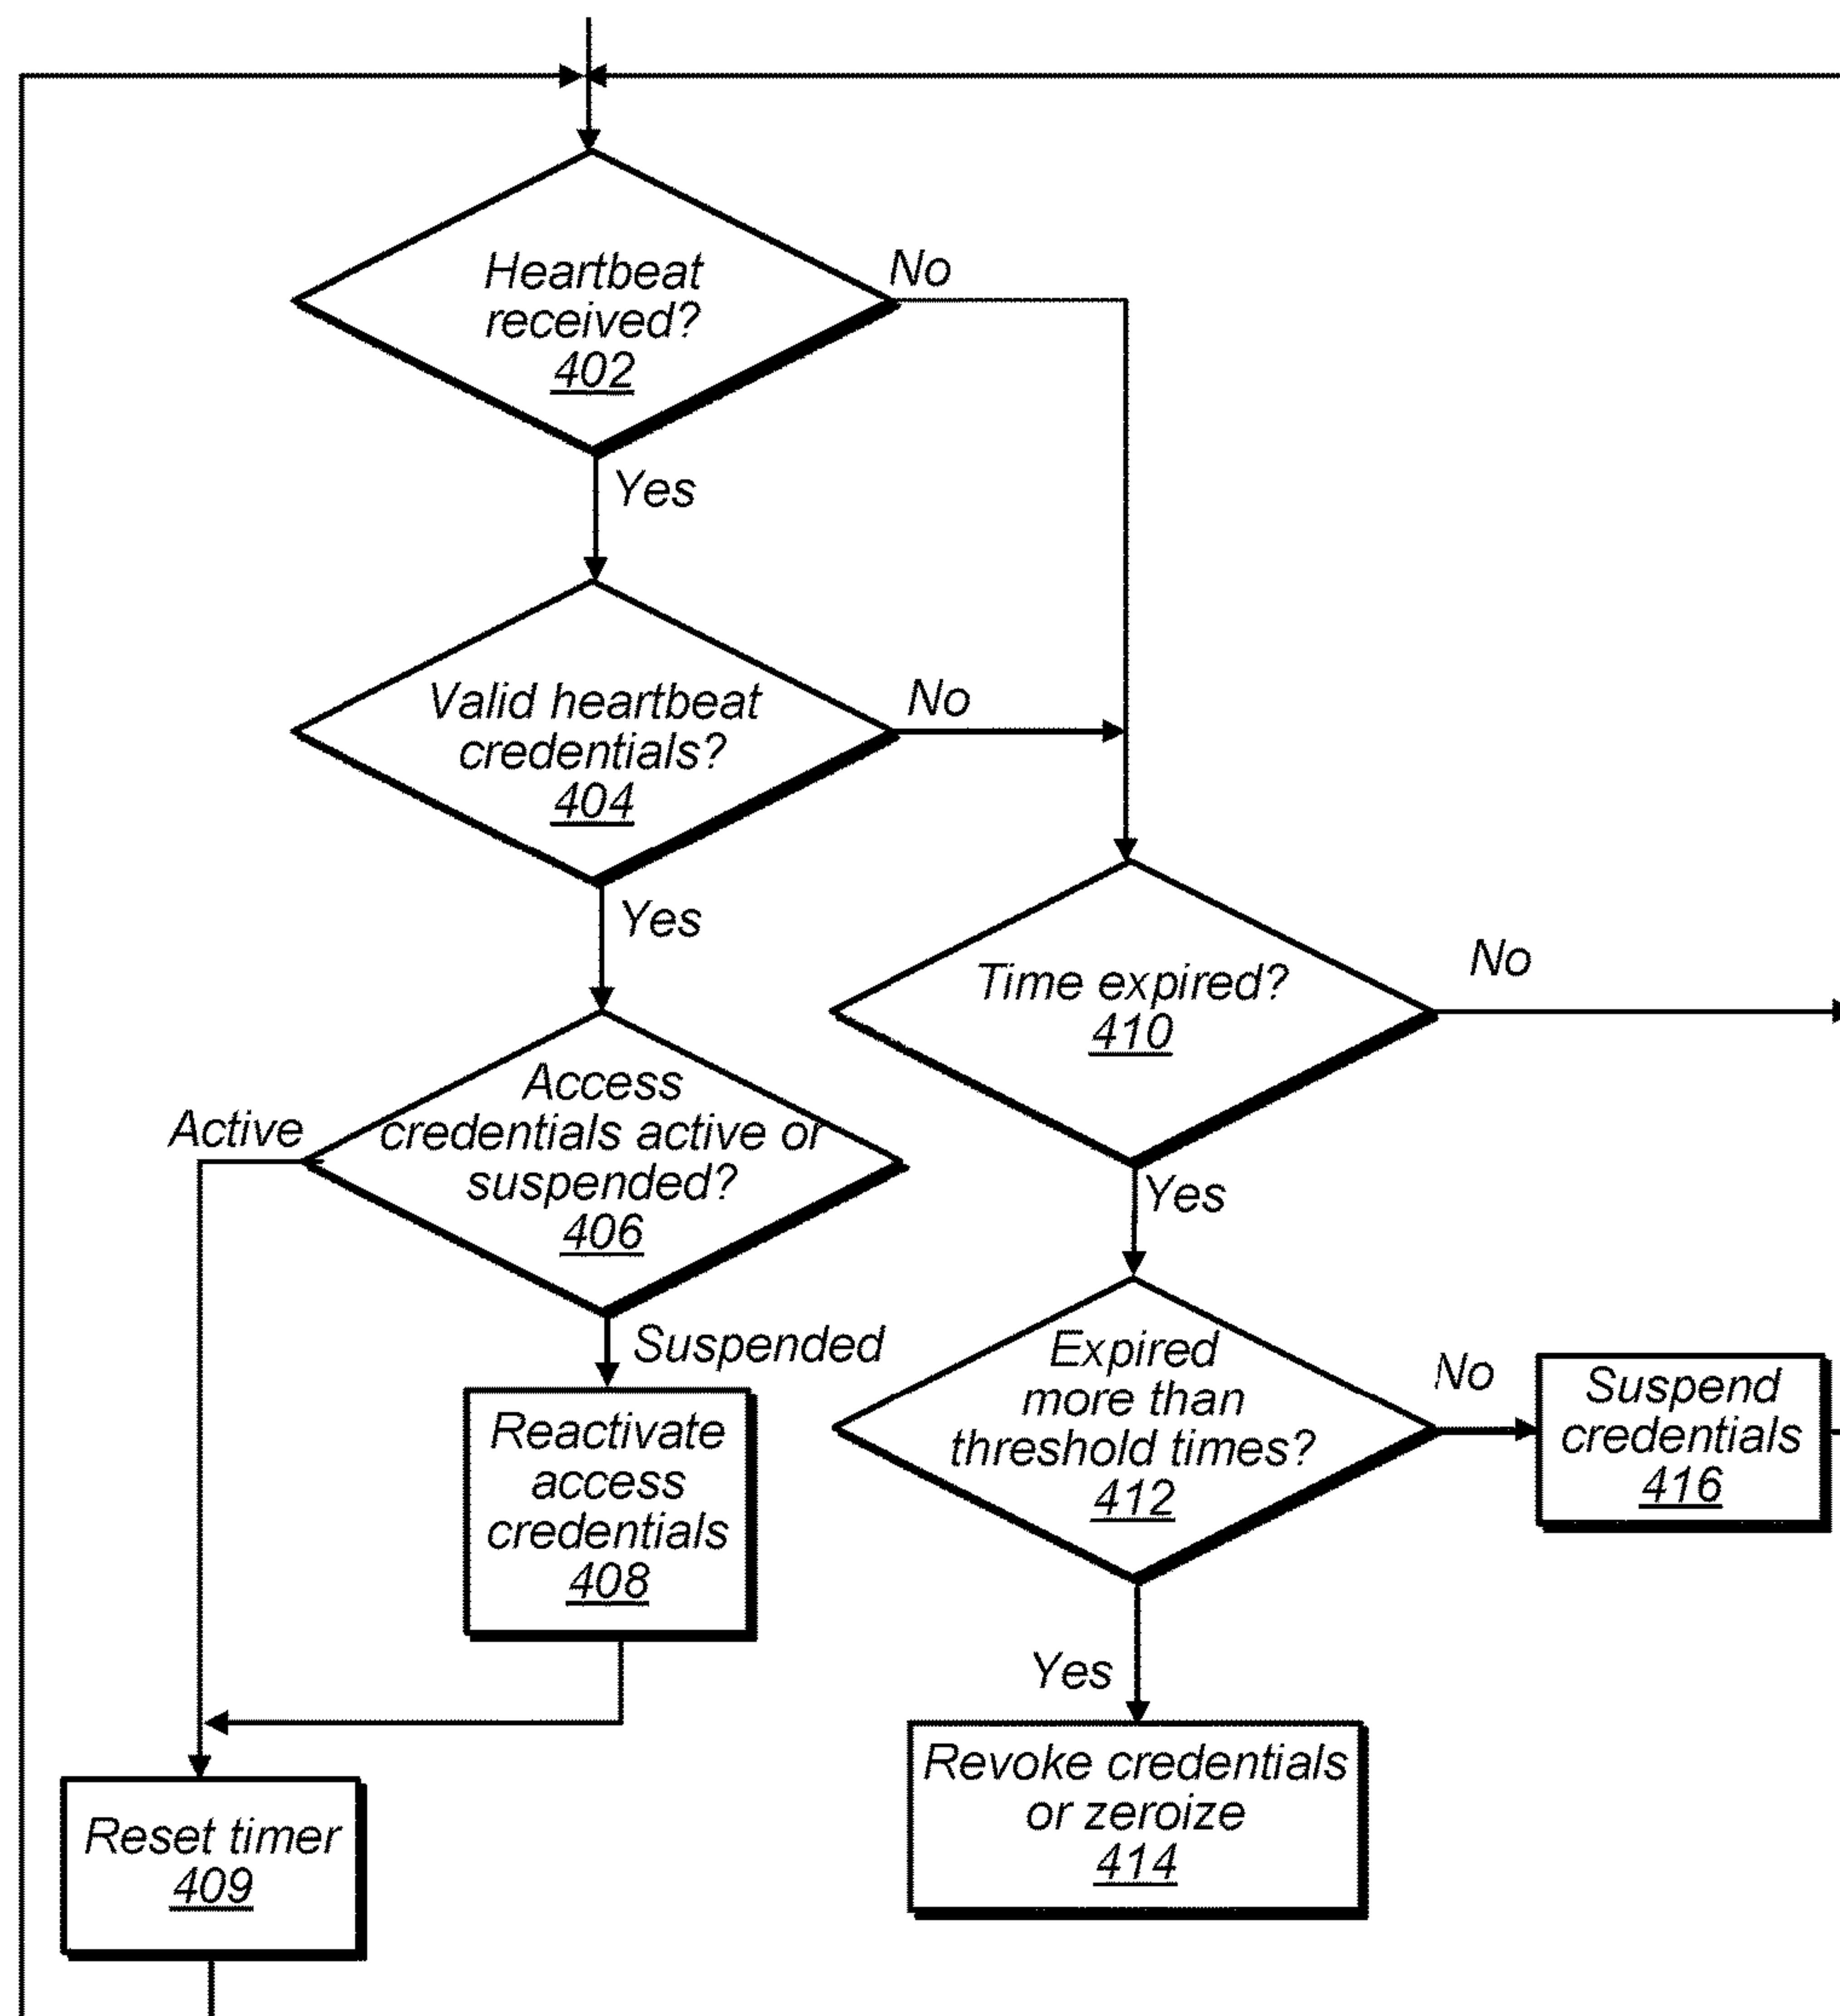 Heartbeat
received?
402
No
Yes
Valid heartbeat
credentials?
404
No
Yes
Time expired?
410
No
Yes
Access
credentials active or
suspended?
406
Active
Suspended
Reactivate
access
credentials
408
Expired
more than
threshold times?
412
No
Suspend
credentials
416
Yes
Revoke credentials
or zeroize
414
Reset timer
409